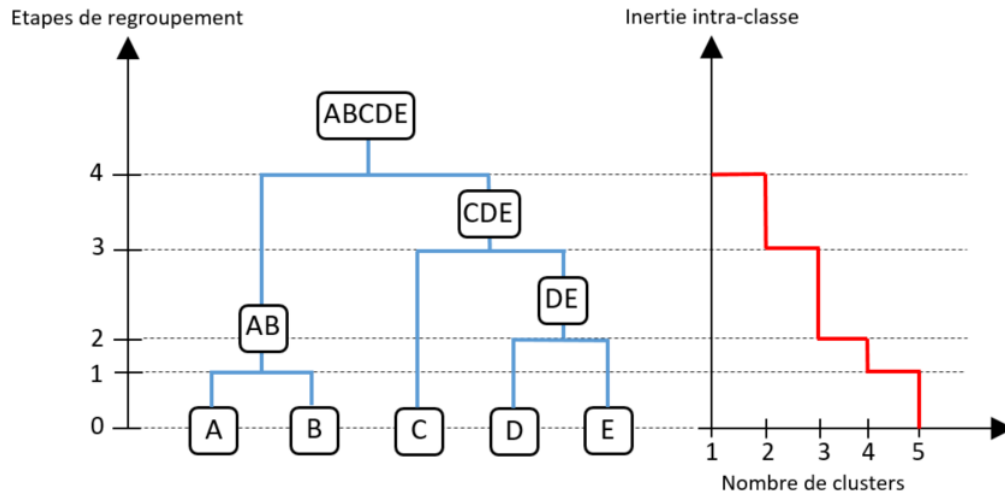 Etapes de regroupement
Inertie intra-classe
ABCDE
4
CDE
3
DE
AB
2
1
0
A B C D E
1 2 3 4 5
Nombre de clusters